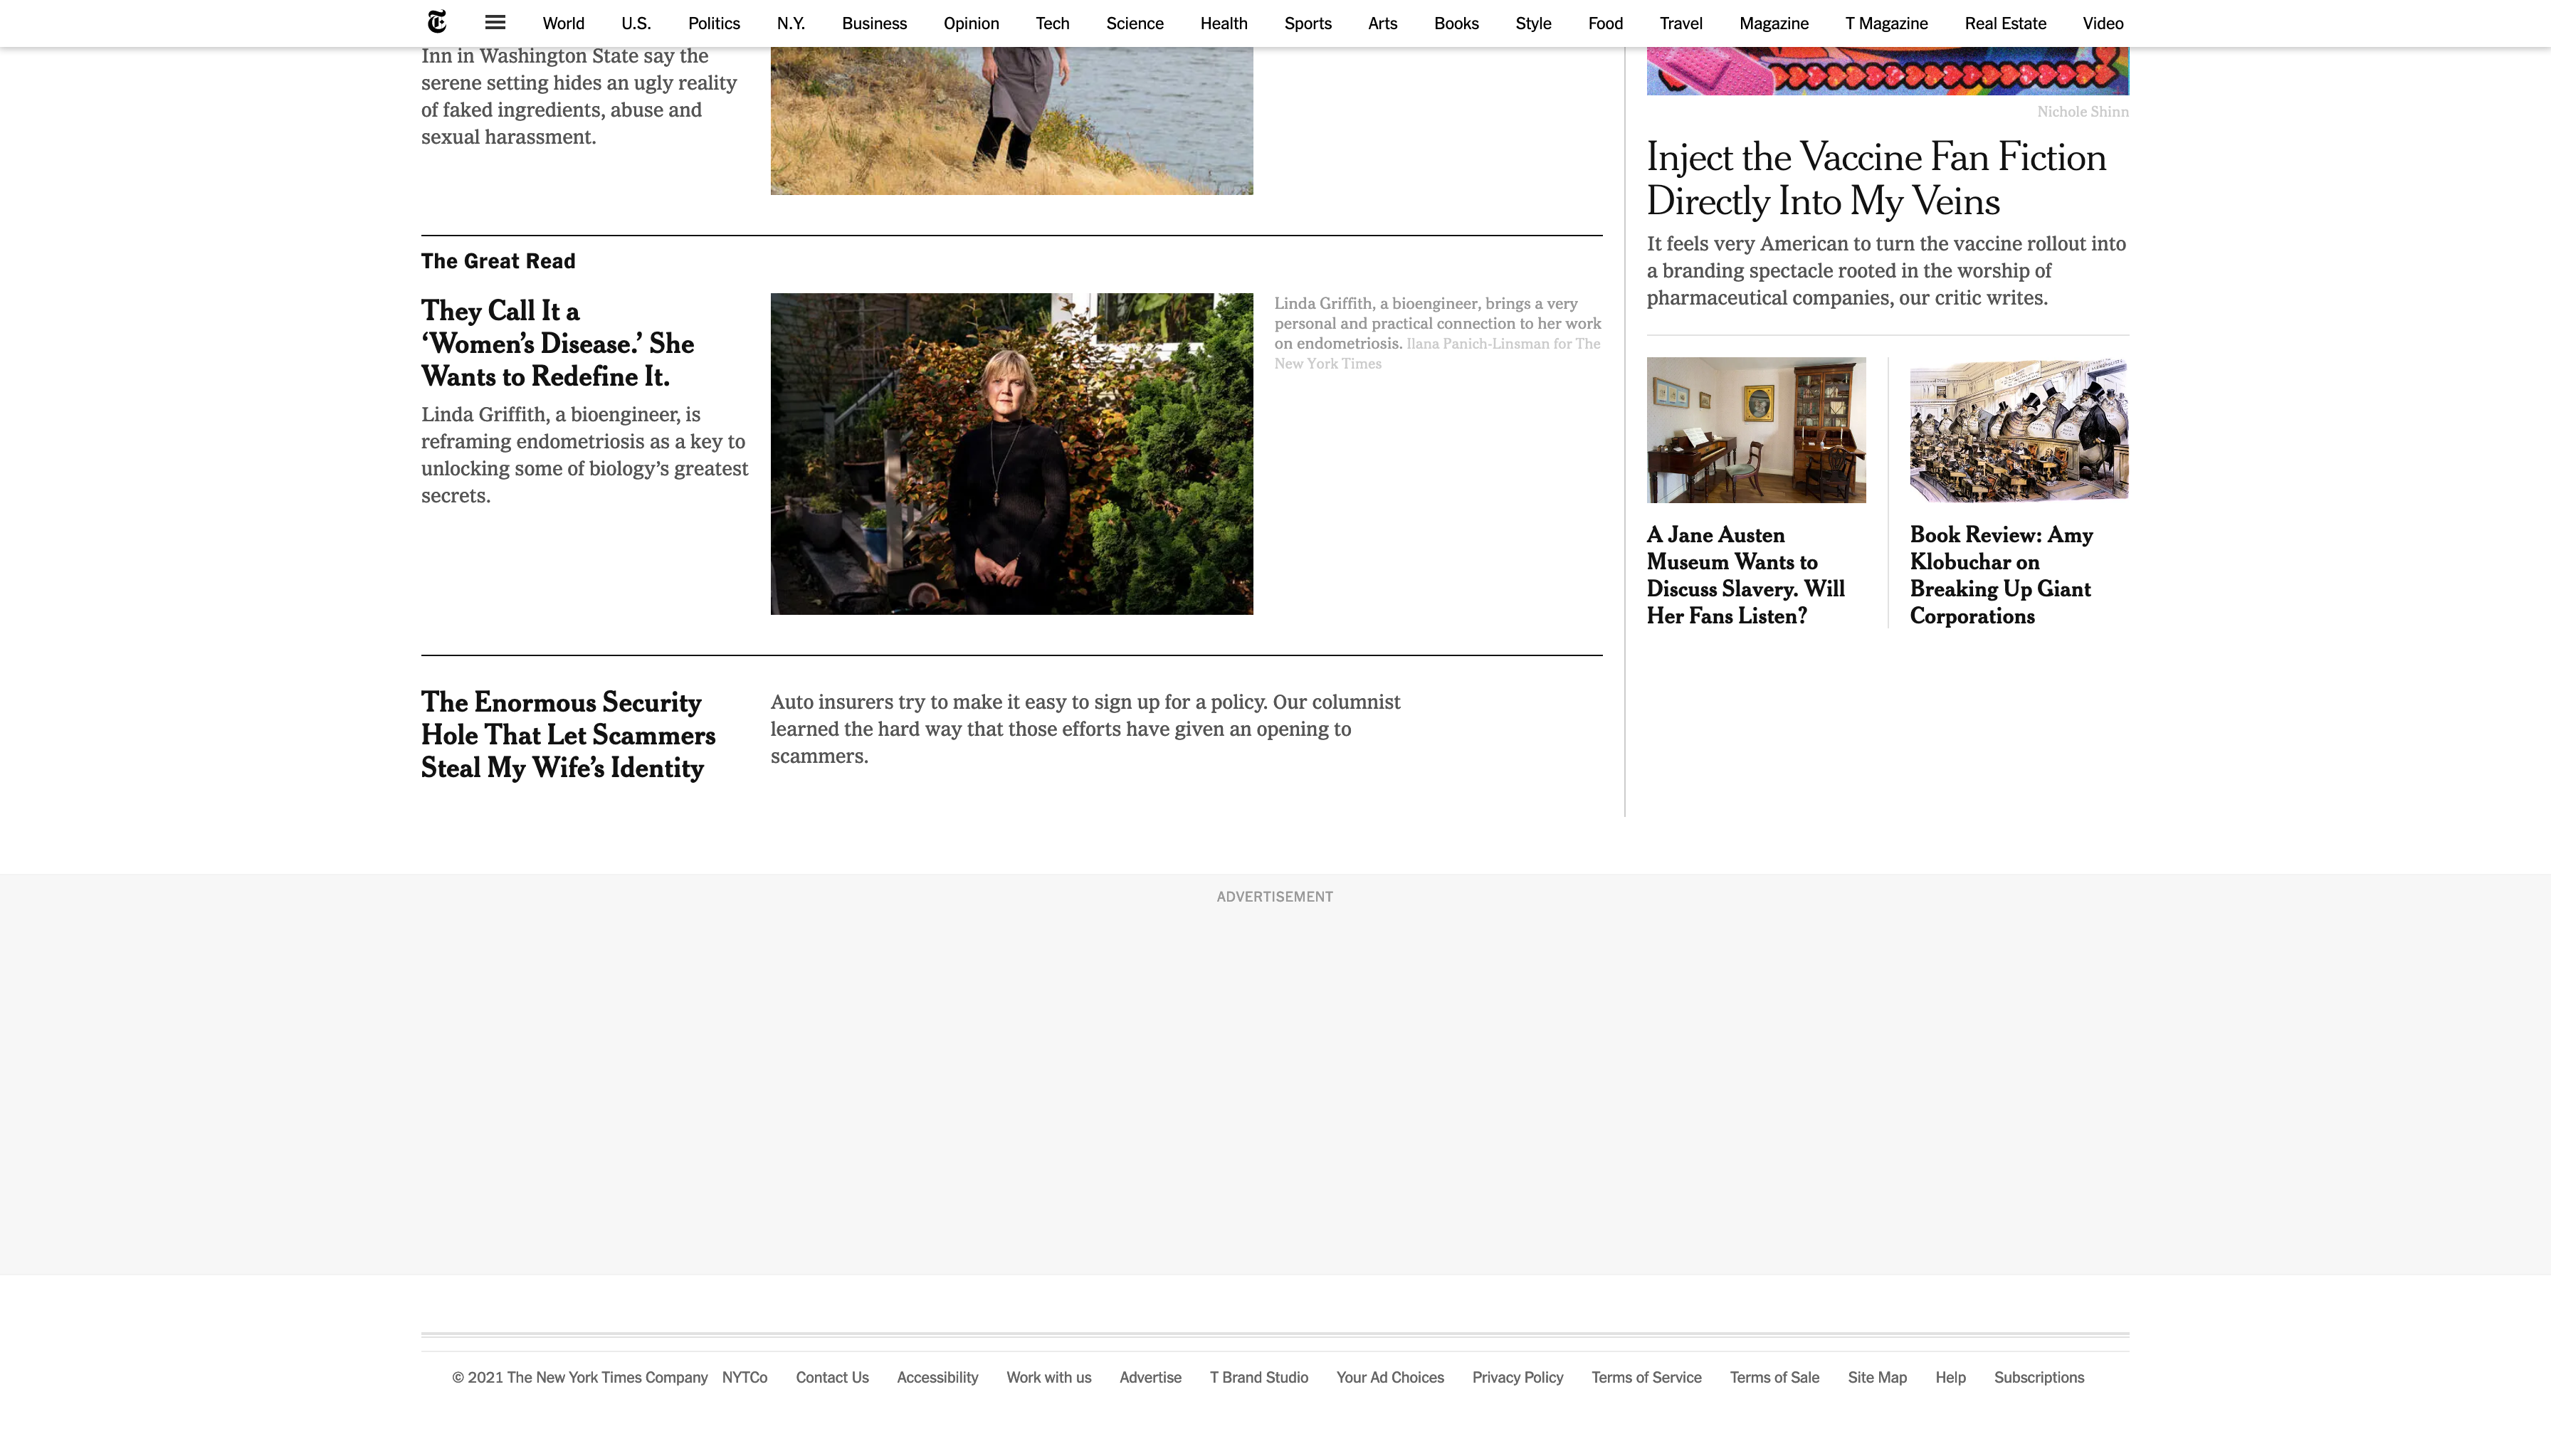 World U.S. Politics N.Y. Business Opinion Tech Science Health Sports Arts Books Style Food Travel Magazine T Magazine Real Estate Video
Inn in Washington State say the
serene setting hides an ugly reality
of faked ingredients, abuse and
sexual harassment.
The Great Read
They Call It a
‘Women’s Disease.’ She
Wants to Redefine It.
Linda Griffith, a bioengineer, is
reframing endometriosis as a key to
unlocking some of biology’s greatest
secrets.
Linda Griffith, a bioengineer, brings a very
personal and practical connection to her work
on endometriosis. Ilana Panich-Linsman for The
New York Times
The Enormous Security
Hole That Let Scammers
Steal My Wife’s Identity
Auto insurers try to make it easy to sign up for a policy. Our columnist
learned the hard way that those efforts have given an opening to
scammers.
Nichole Shinn
Inject the Vaccine Fan Fiction
Directly Into My Veins
It feels very American to turn the vaccine rollout into
a branding spectacle rooted in the worship of
pharmaceutical companies, our critic writes.
A Jane Austen
Museum Wants to
Discuss Slavery. Will
Her Fans Listen?
Book Review: Amy
Klobuchar on
Breaking Up Giant
Corporations
ADVERTISEMENT
© 2021 The New York Times Company NYTCo Contact Us Accessibility Work with us Advertise T Brand Studio Your Ad Choices Privacy Policy Terms of Service Terms of Sale Site Map Help Subscriptions